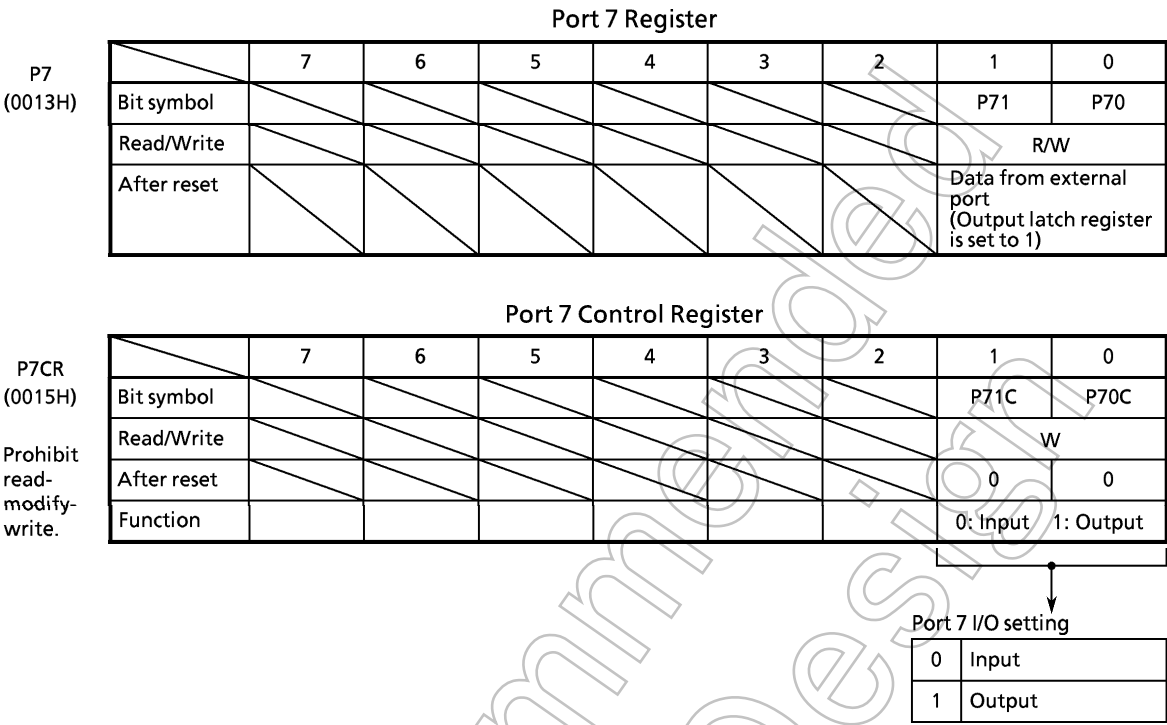 Port 7 Register
P7
(0013H)
7 6 5 4 3 2 1 0
Bit symbol P71 P70
Read/Write R/W
After reset Data from external
port
(Output latch register
is set to 1)
Port 7 Control Register
P7CR
(0015H)
Prohibit
read-
modify-
write.
7 6 5 4 3 2 1 0
Bit symbol P71C P70C
Read/Write W
After reset 0 0
Function 0: Input 1: Output
Port 7 I/O setting
0 Input
1 Output
mmended
Design